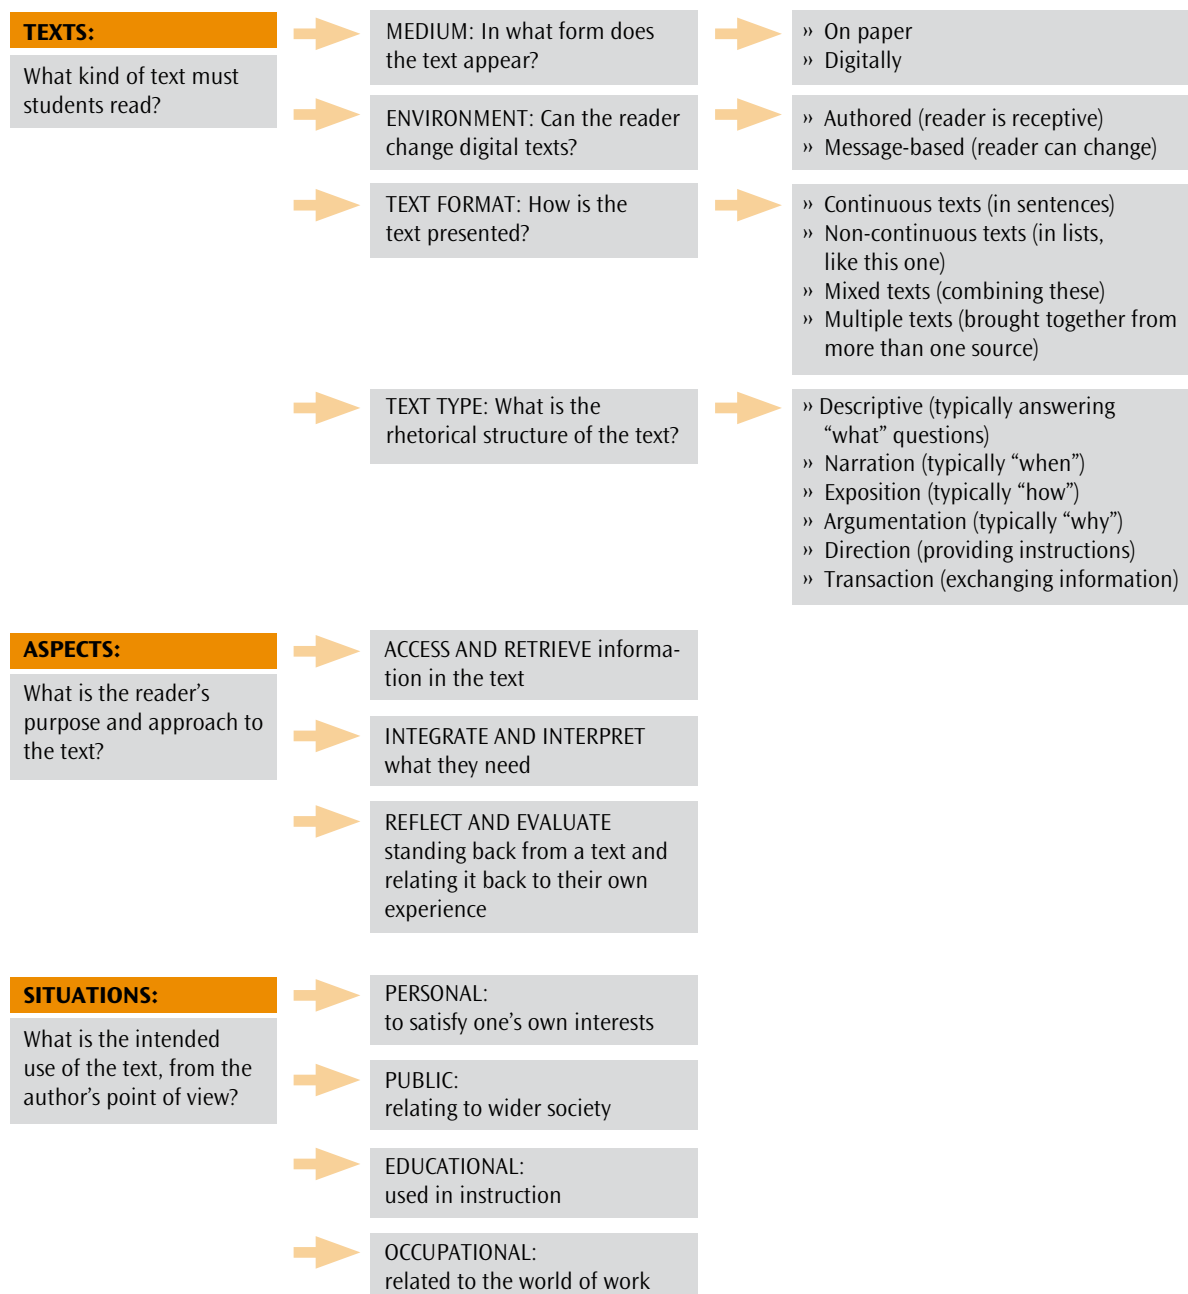 TEXTS:
What kind of text must
students read?
MEDIUM: In what form does
the text appear?
›› On paper
›› Digitally
ENVIRONMENT: Can the reader
change digital texts?
›› Authored (reader is receptive)
›› Message-based (reader can change)
TEXT FORMAT: How is the
text presented?
›› Continuous texts (in sentences)
›› Non-continuous texts (in lists,
like this one)
›› Mixed texts (combining these)
›› Multiple texts (brought together from
more than one source)
TEXT TYPE: What is the
rhetorical structure of the text?
›› Descriptive (typically answering
“what” questions)
›› Narration (typically “when”)
›› Exposition (typically “how”)
›› Argumentation (typically “why”)
›› Direction (providing instructions)
›› Transaction (exchanging information)
ASPECTS:
What is the reader’s
purpose and approach to
the text?
ACCESS AND RETRIEVE informa-
tion in the text
INTEGRATE AND INTERPRET
what they need
REFLECT AND EVALUATE
standing back from a text and
relating it back to their own
experience
SITUATIONS:
What is the intended
use of the text, from the
author’s point of view?
PERSONAL:
to satisfy one’s own interests
PUBLIC:
relating to wider society
EDUCATIONAL:
used in instruction
OCCUPATIONAL:
related to the world of work